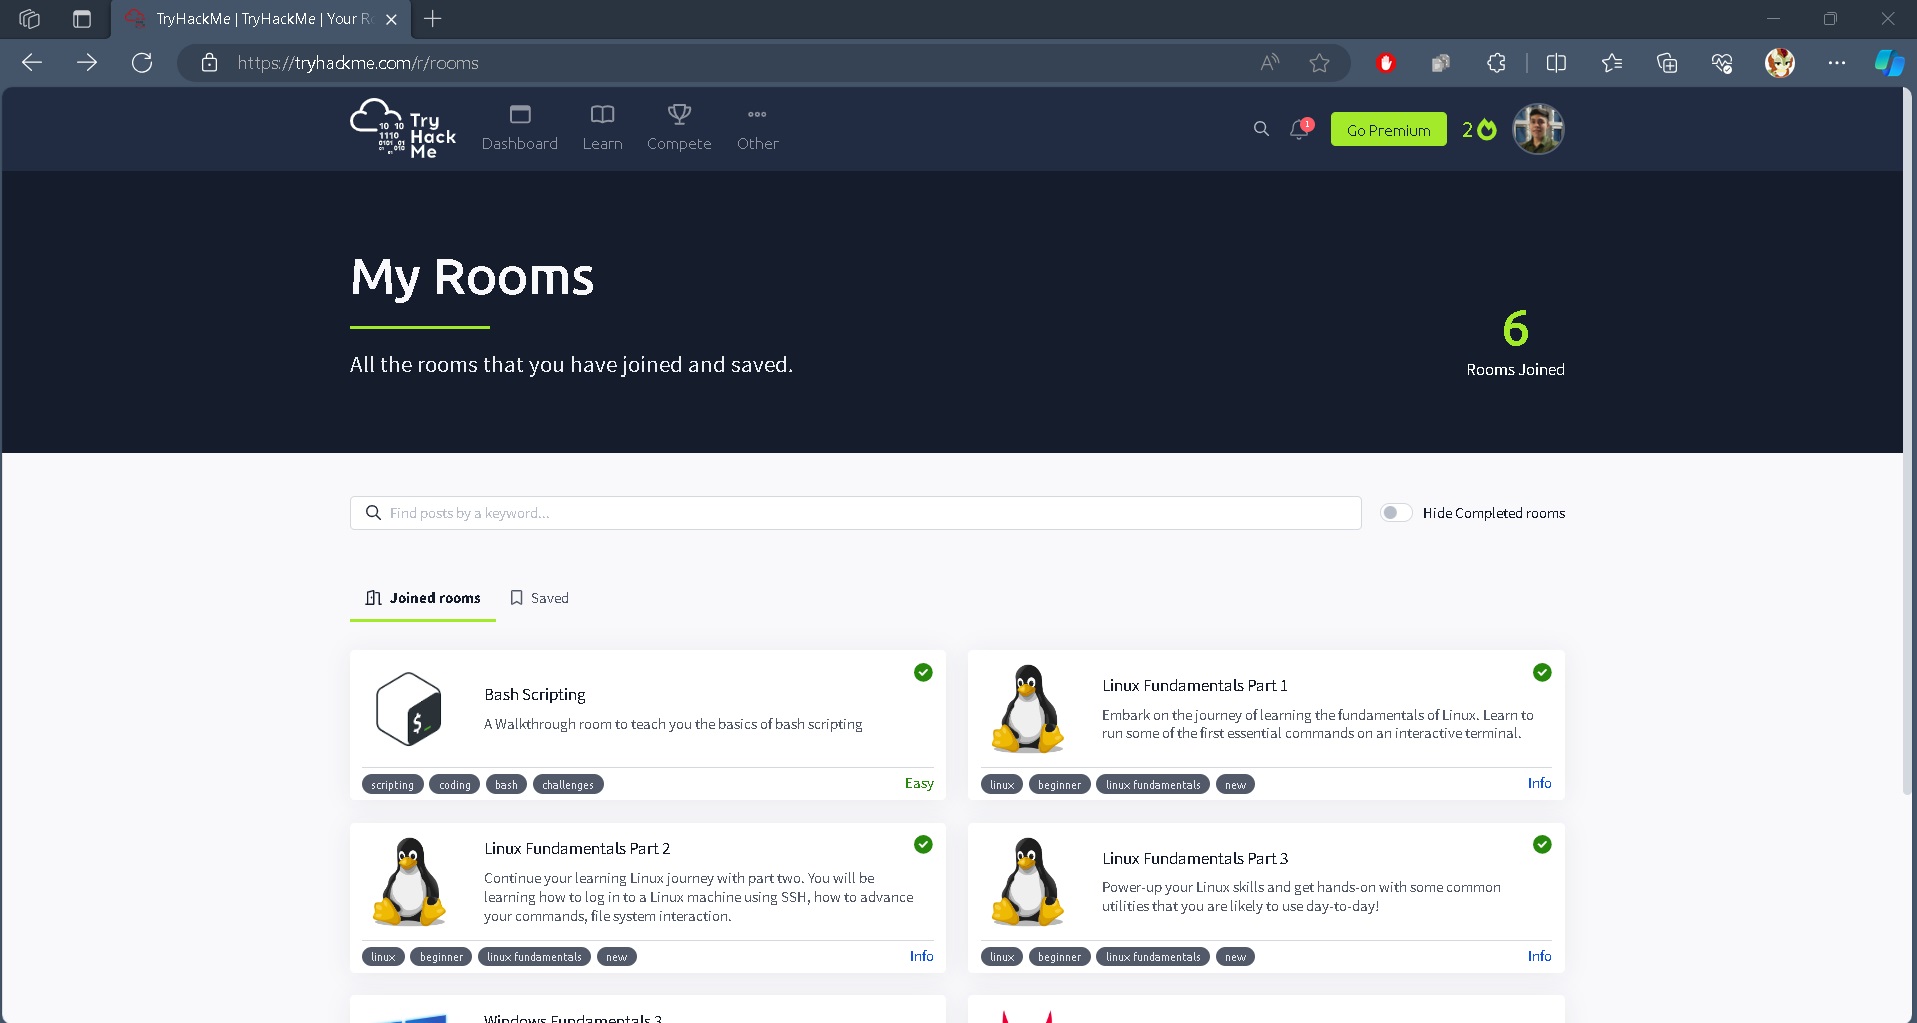 TryHackMe | TryHackMe | Your Ro
https://tryhackme.com/r/rooms
10 10
1110
0101 01
01 010
Try
Hack
Me
Dashboard
Learn
Compete
Other
1
Go Premium
2
My Rooms
All the rooms that you have joined and saved.
6
Rooms Joined
Find posts by a keyword...
Hide Completed rooms
Joined rooms
Saved
Bash Scripting
A Walkthrough room to teach you the basics of bash scripting
scripting coding bash challenges
Easy
Linux Fundamentals Part 1
Embark on the journey of learning the fundamentals of Linux. Learn to
run some of the first essential commands on an interactive terminal.
linux beginner linux fundamentals new
Info
Linux Fundamentals Part 2
Continue your learning Linux journey with part two. You will be
learning how to log in to a Linux machine using SSH, how to advance
your commands, file system interaction.
linux beginner linux fundamentals new
Info
Linux Fundamentals Part 3
Power-up your Linux skills and get hands-on with some common
utilities that you are likely to use day-to-day!
linux beginner linux fundamentals new
Info
Windows Fundamentals 3